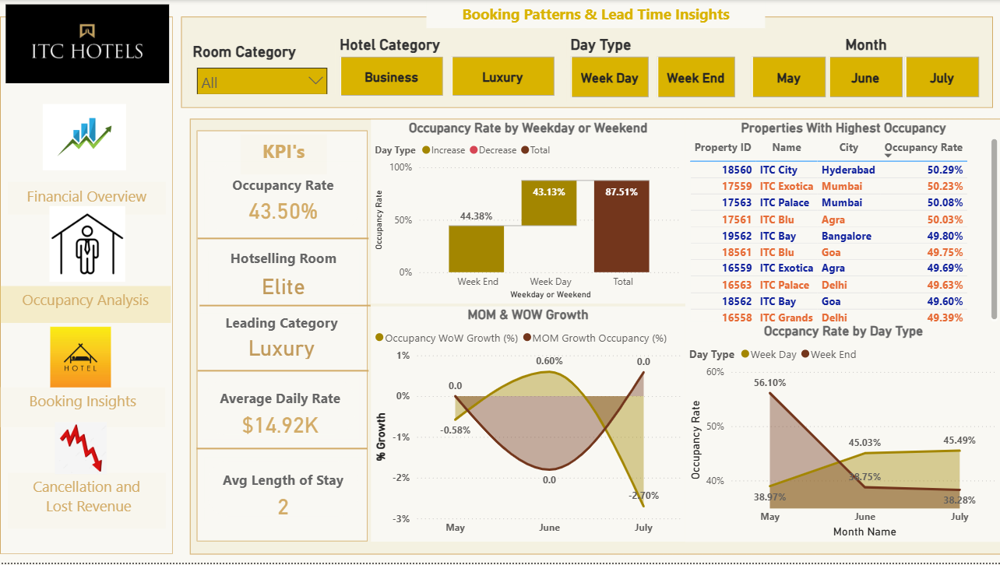 ITC HOTELS
Financial Overview
Occupancy Analysis
HOTEL
Booking Insights
Cancellation and
Lost Revenue
Booking Patterns & Lead Time Insights
Room Category
All
Hotel Category
Business
Luxury
Day Type
Week Day
Week End
Month
May
June
July
KPI's
Occupancy Rate
43.50%
Hotselling Room
Elite
Leading Category
Luxury
Average Daily Rate
$14.92K
Avg Length of Stay
2
Occupancy Rate by Weekday or Weekend
Day Type Increase Decrease Total
100%
50%
0%
Occupancy Rate
44.38%
43.13%
87.51%
Week End Week Day Total
Weekday or Weekend
Properties With Highest Occupancy
Property ID Name City Occupancy Rate
18560 ITC City Hyderabad 50.29%
17559 ITC Exotica Mumbai 50.23%
17563 ITC Palace Mumbai 50.08%
17561 ITC Blu Agra 50.03%
19562 ITC Bay Bangalore 49.80%
18561 ITC Blu Goa 49.75%
16559 ITC Exotica Agra 49.69%
16563 ITC Palace Delhi 49.63%
18562 ITC Bay Goa 49.60%
16558 ITC Grands Delhi 49.39%
MOM & WOW Growth
Occupancy WoW Growth (%) MOM Growth Occupancy (%)
1%
0%
-1%
-2%
-3%
% Growth
0.0
-0.58%
0.60%
0.0
0.0
-2.70%
May June July
Occpancy Rate by Day Type
Day Type Week Day Week End
60%
50%
40%
Occupancy Rate
56.10%
38.97%
45.03%
38.75%
45.49%
38.28%
May June July
Month Name